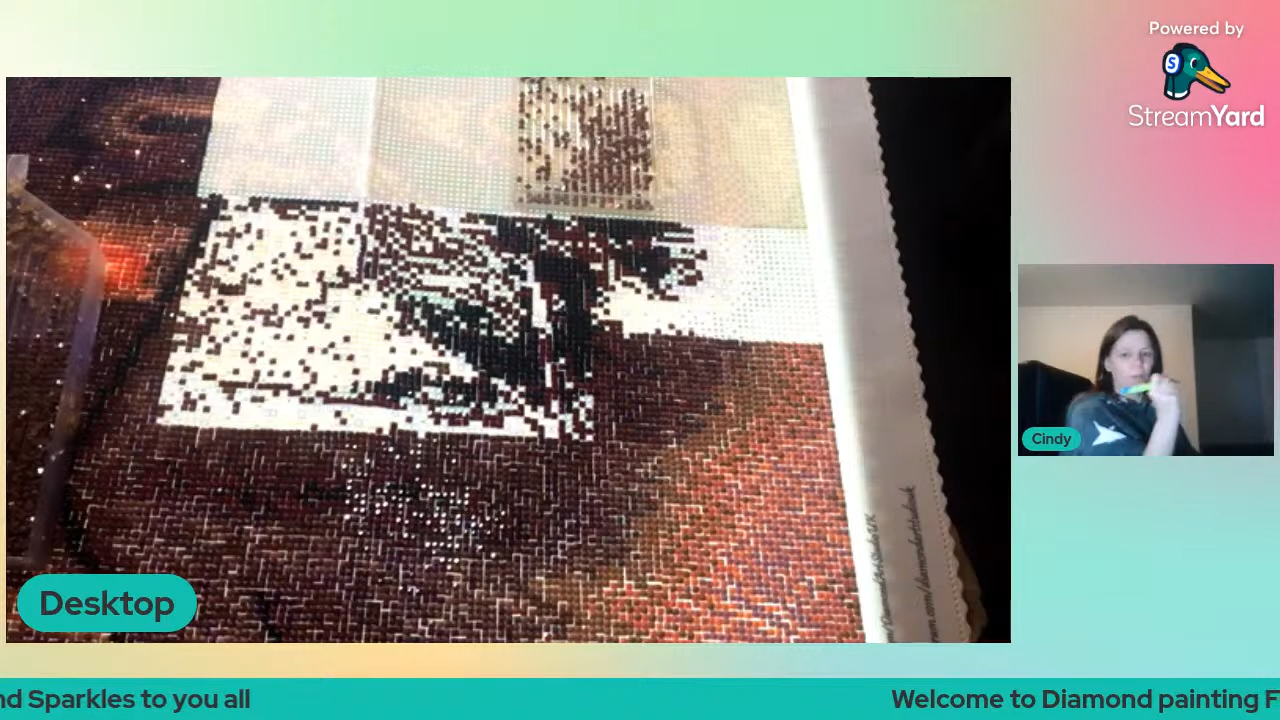 Powered by
StreamYard
Cindy
Desktop
nd Sparkles to you all
Welcome to Diamond painting F